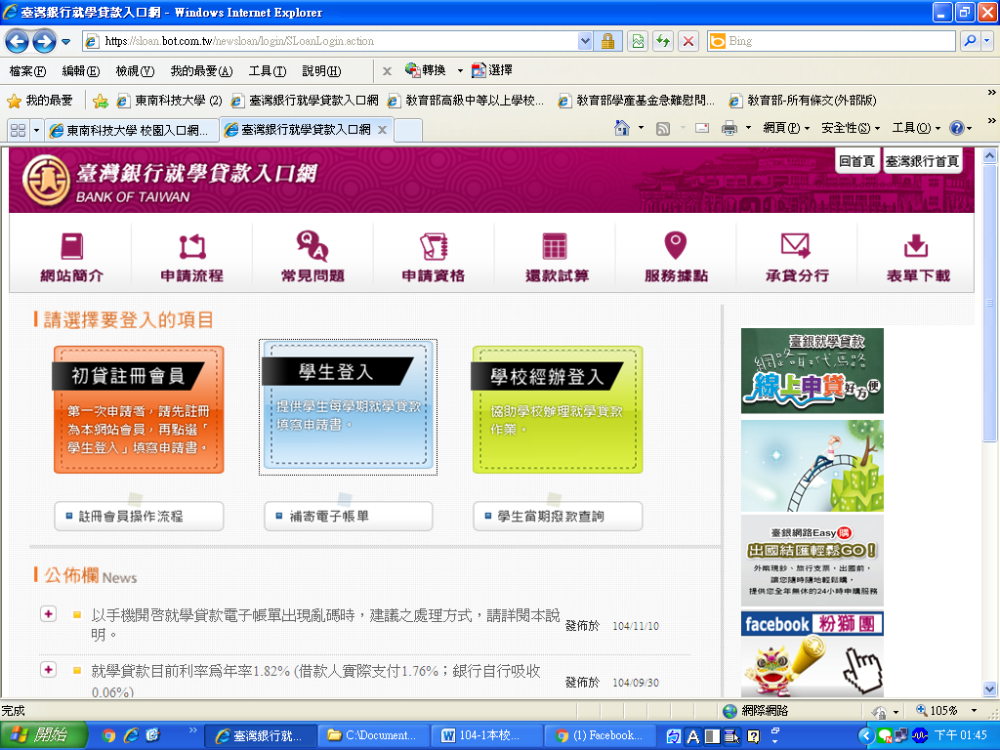 臺灣銀行就學貸款入口網 - Windows Internet Explorer
https://sloan.bot.com.tw/newsloan/login/SLoanLogin.action
Bing
檔案(F) 編輯(E) 檢視(V) 我的最愛(A) 工具(T) 說明(H)
轉換
選擇
我的最愛
東南科技大學 (2)
臺灣銀行就學貸款入口網
教育部高級中等以上學校...
教育部學產基金急難慰問...
教育部-所有條文(外部版)
東南科技大學 校園入口網...
臺灣銀行就學貸款入口網
網頁(P)
安全性(S)
工具(O)
臺灣銀行就學貸款入口網
BANK OF TAIWAN
回首頁
臺灣銀行首頁
網站簡介
申請流程
常見問題
申請資格
還款試算
服務據點
承貸分行
表單下載
請選擇要登入的項目
初貸註冊會員
第一次申請者，請先註冊
為本網站會員，再點選「
學生登入」填寫申請書。
學生登入
提供學生每學期就學貸款
填寫申請書。
學校經辦登入
協助學校辦理就學貸款
作業。
註冊會員操作流程
補寄電子帳單
學生當期撥款查詢
公佈欄 News
以手機開啓就學貸款電子帳單出現亂碼時，建議之處理方式，請詳閱本說
明。
發佈於 104/11/10
就學貸款目前利率爲年率1.82% (借款人實際支付1.76%；銀行自行吸收
0.06%)
發佈於 104/09/30
臺銀就學貸款
網路取代馬路
線上申貸好方便
臺銀網路Easy購
出國結匯輕鬆GO！
外幣現鈔、旅行支票，出國前，
讓您隨時隨地輕鬆購，
提供您全年無休的24小時申購服務
facebook 粉獅團
完成
網際網路
105%
開始
臺灣銀行就...
C:\Document...
104-1本校...
(1) Facebook...
下午 01:45